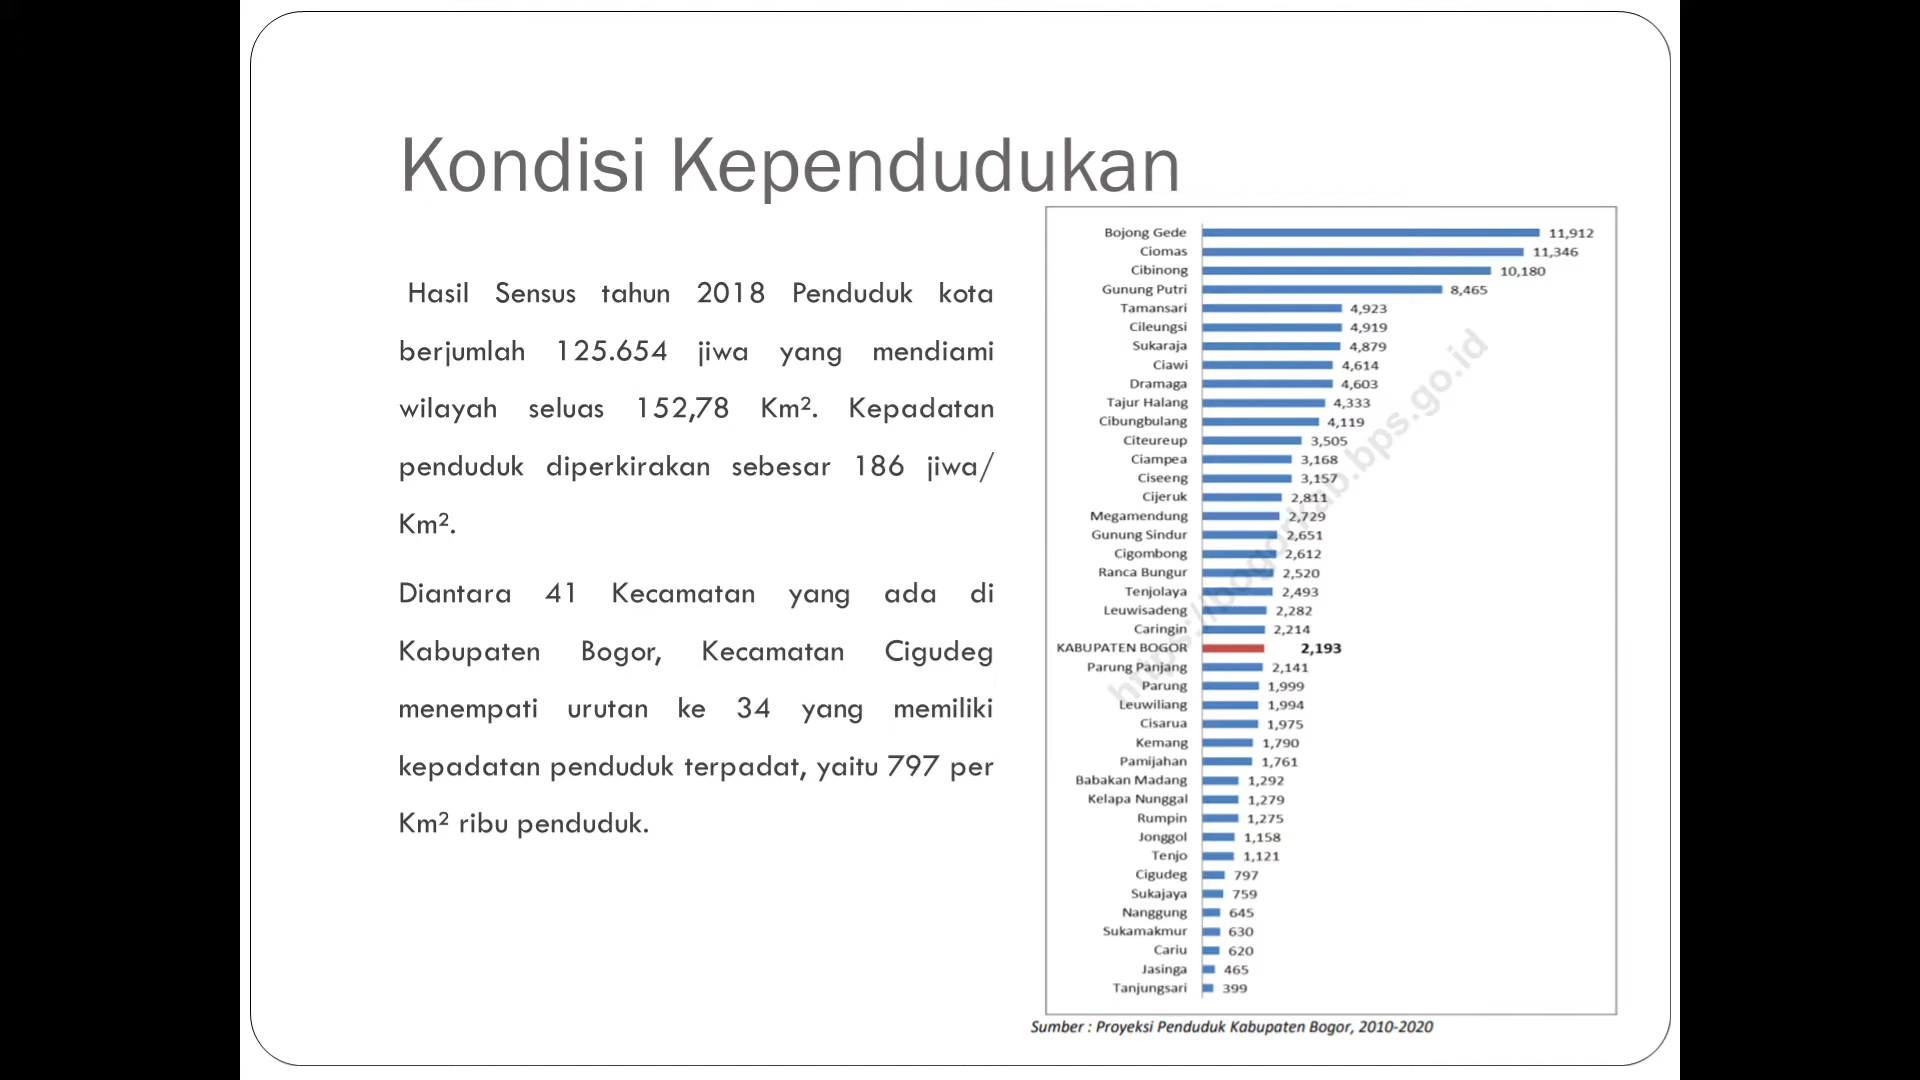 Kondisi Kependudukan
Hasil Sensus tahun 2018 Penduduk kota
berjumlah 125.654 jiwa yang mendiami
wilayah seluas 152,78 Km². Kepadatan
penduduk diperkirakan sebesar 186 jiwa/
Km².
Diantara 41 Kecamatan yang ada di
Kabupaten Bogor, Kecamatan Cigudeg
menempati urutan ke 34 yang memiliki
kepadatan penduduk terpadat, yaitu 797 per
Km² ribu penduduk.
Bojong Gede 11,912
Ciomas 11,346
Cibinong 10,180
Gunung Putri 8,465
Tamansari 4,923
Cileungsi 4,919
Sukaraja 4,879
Ciawi 4,614
Dramaga 4,603
Tajur Halang 4,333
Cibungbulang 4,119
Citeureup 3,505
Ciampea 3,168
Ciseeng 3,157
Cijeruk 2,811
Megamendung 2,729
Gunung Sindur 2,651
Cigombong 2,612
Ranca Bungur 2,520
Tenjolaya 2,493
Leuwisadeng 2,282
Caringin 2,214
KABUPATEN BOGOR 2,193
Parung Panjang 2,141
Parung 1,999
Leuwiliang 1,994
Cisarua 1,975
Kemang 1,790
Pamijahan 1,761
Babakan Madang 1,292
Kelapa Nunggal 1,279
Rumpin 1,275
Jonggol 1,158
Tenjo 1,121
Cigudeg 797
Sukajaya 759
Nanggung 645
Sukamakmur 630
Cariu 620
Jasinga 465
Tanjungsari 399
https://bogorkab.bps.go.id
Sumber : Proyeksi Penduduk Kabupaten Bogor, 2010-2020